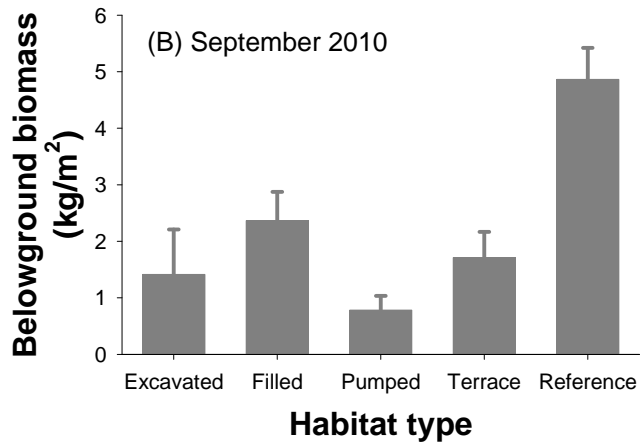 (B) September 2010
Belowground biomass
(kg/m²)
6
5
4
3
2
1
0
Excavated Filled Pumped Terrace Reference
Habitat type